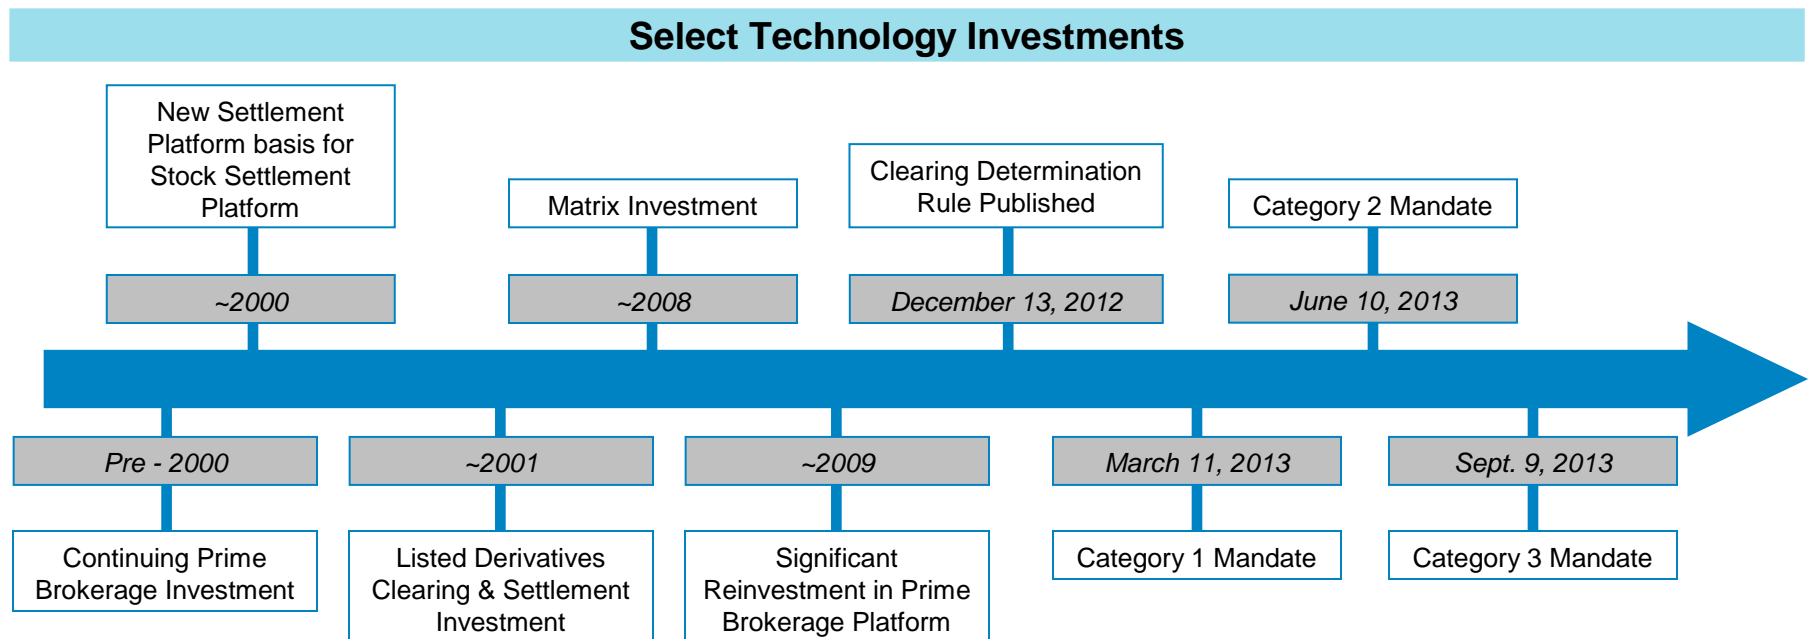 Select Technology Investments
New Settlement
Platform basis for
Stock Settlement
Platform
Matrix Investment
Clearing Determination
Rule Published
Category 2 Mandate
~2000
~2008
December 13, 2012
June 10, 2013
Pre - 2000
~2001
~2009
March 11, 2013
Sept. 9, 2013
Continuing Prime
Brokerage Investment
Listed Derivatives
Clearing & Settlement
Investment
Significant
Reinvestment in Prime
Brokerage Platform
Category 1 Mandate
Category 3 Mandate